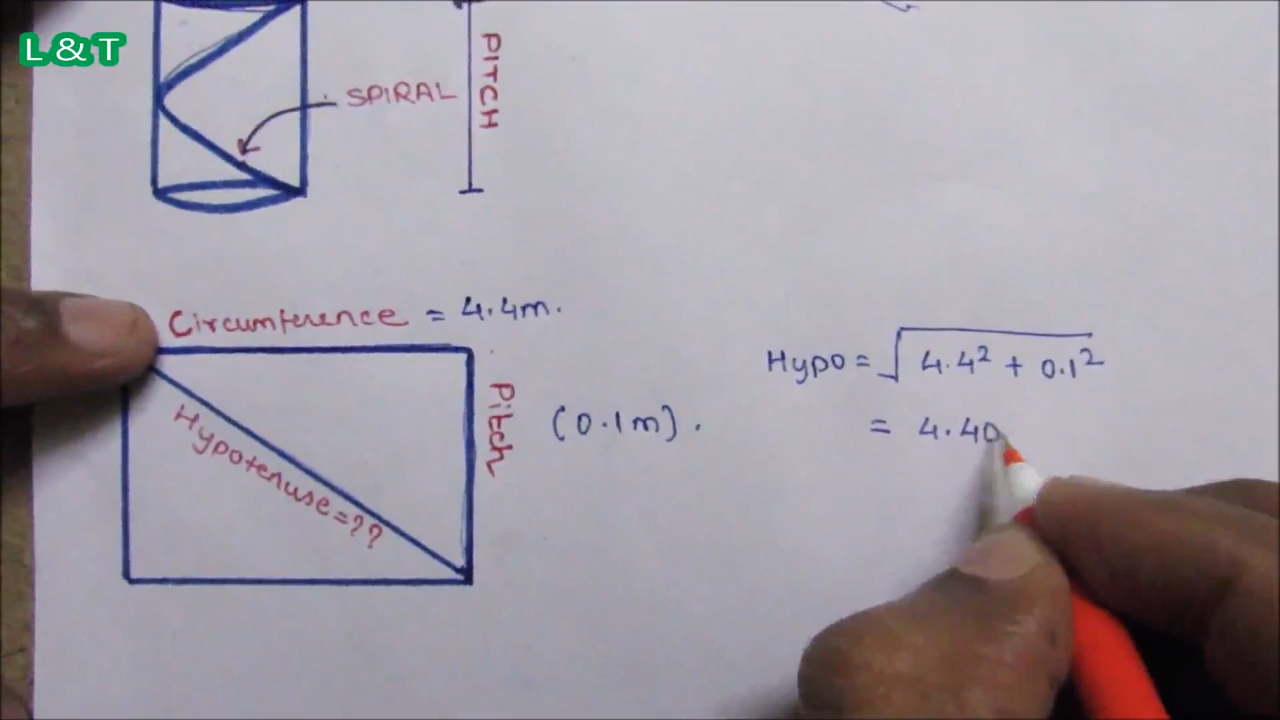 L & T
PITCH
SPIRAL
Circumference = 4.4m.
Hypotenuse=??
Pitch
(0.1m).
Hypo = √4.4² + 0.1²
= 4.40